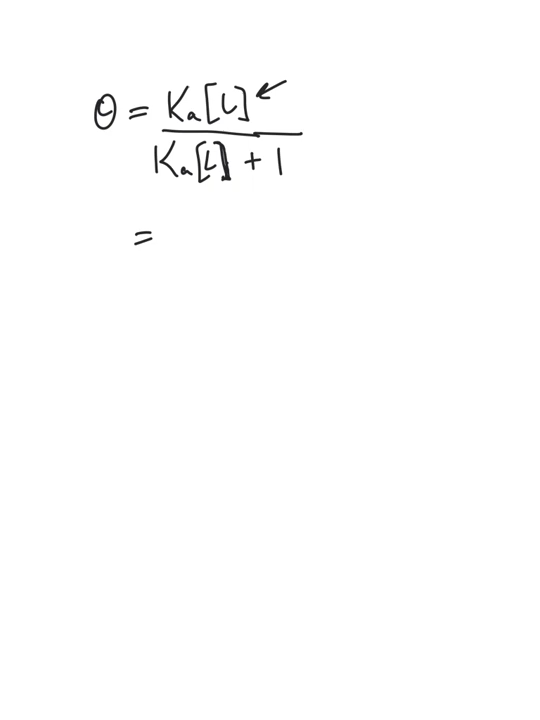 θ = Ka[L] ↙
Ka[L] + 1
=